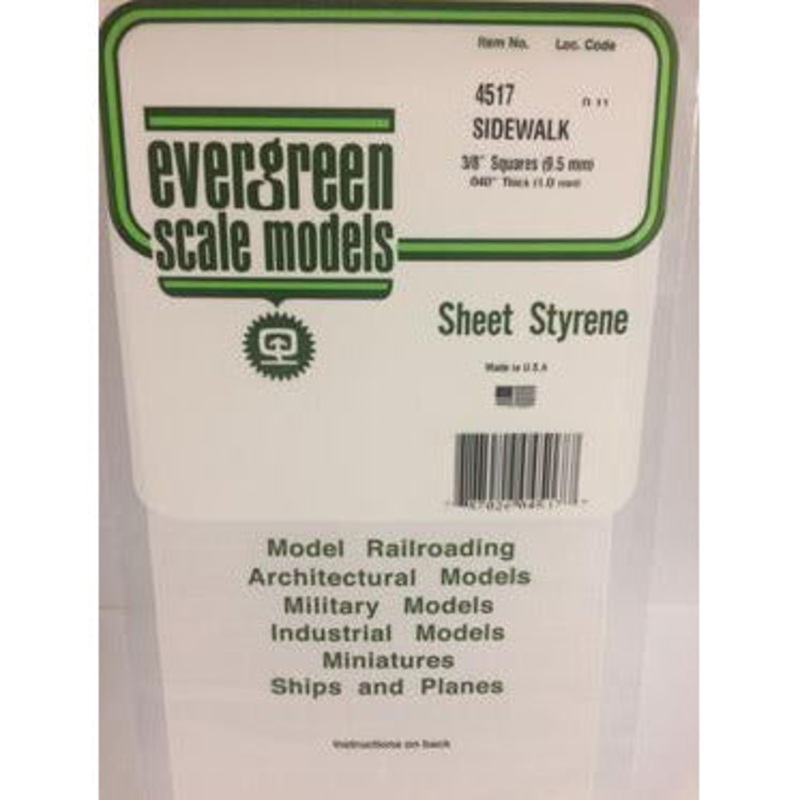 Item No. Loc. Code
4517
SIDEWALK
3/8" Squares (9.5 mm)
.040" Thick (1.0 mm)
evergreen
scale models
Sheet Styrene
Made in U.S.A
Model Railroading
Architectural Models
Military Models
Industrial Models
Miniatures
Ships and Planes
Instructions on back